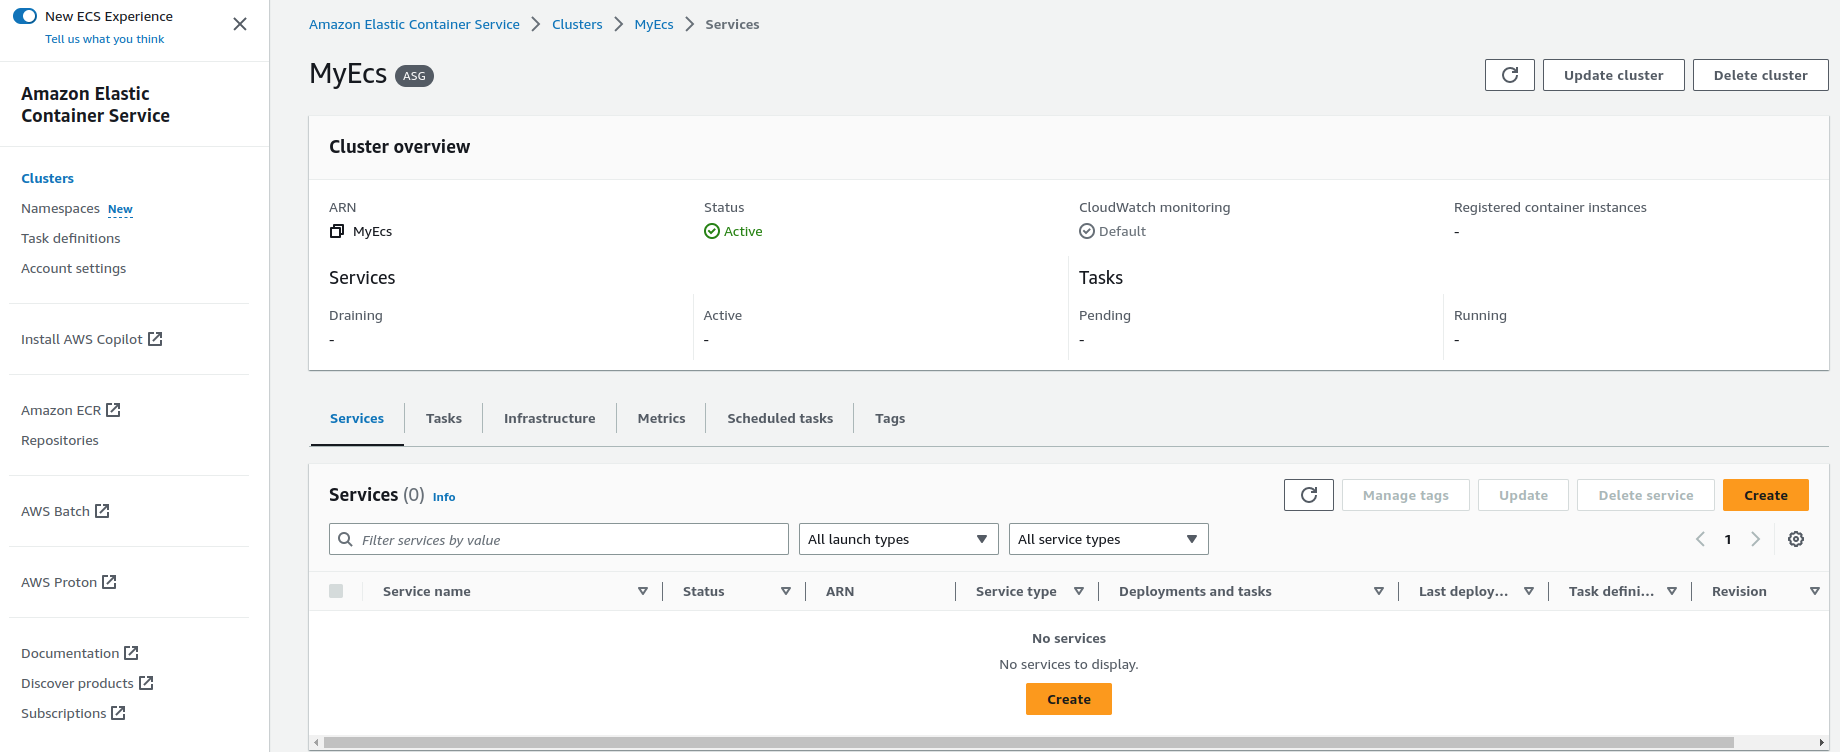 New ECS Experience
Tell us what you think
Amazon Elastic
Container Service
Clusters
Namespaces New
Task definitions
Account settings
Install AWS Copilot
Amazon ECR
Repositories
AWS Batch
AWS Proton
Documentation
Discover products
Subscriptions
Amazon Elastic Container Service > Clusters > MyEcs > Services
MyEcs ASG
Update cluster Delete cluster
Cluster overview
ARN Status CloudWatch monitoring Registered container instances
MyEcs Active Default -
Services Tasks
Draining Active Pending Running
- - - -
Services Tasks Infrastructure Metrics Scheduled tasks Tags
Services (0) Info Manage tags Update Delete service Create
Filter services by value All launch types All service types 1
Service name Status ARN Service type Deployments and tasks Last deploy... Task defini... Revision
No services
No services to display.
Create